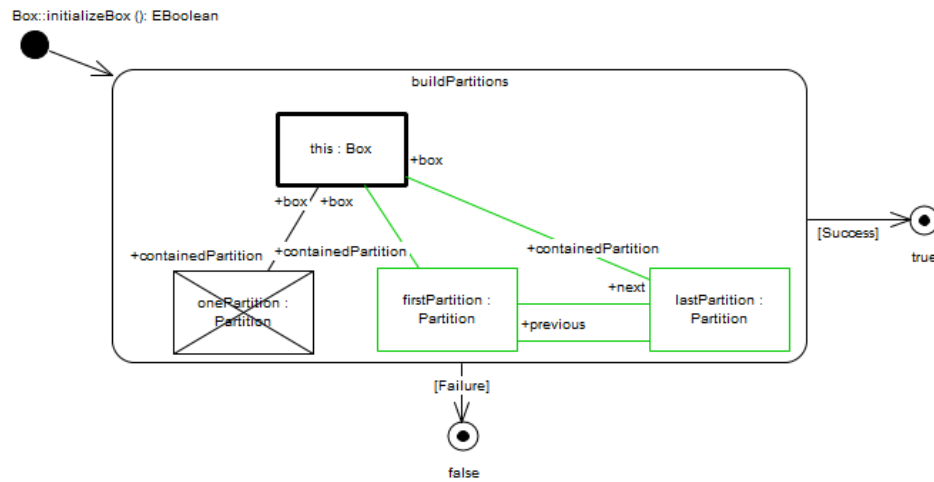 Box::initializeBox (): EBoolean
buildPartitions
this : Box
+box
+box
+box
+containedPartition
+containedPartition
+containedPartition
onePartition :
Partition
firstPartition :
Partition
+next
+previous
lastPartition :
Partition
[Success]
true
[Failure]
false